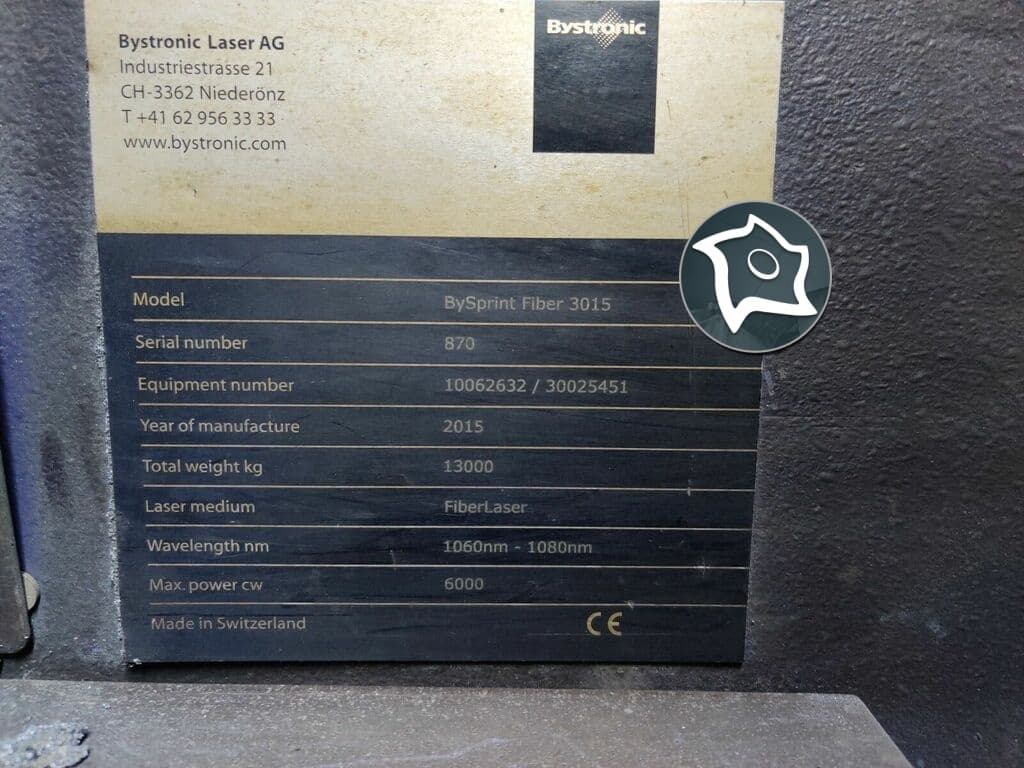 Bystronic Laser AG
Industriestrasse 21
CH-3362 Niederönz
T +41 62 956 33 33
www.bystronic.com
Bystronic
Model BySprint Fiber 3015
Serial number 870
Equipment number 10062632 / 30025451
Year of manufacture 2015
Total weight kg 13000
Laser medium FiberLaser
Wavelength nm 1060nm - 1080nm
Max. power cw 6000
Made in Switzerland CE